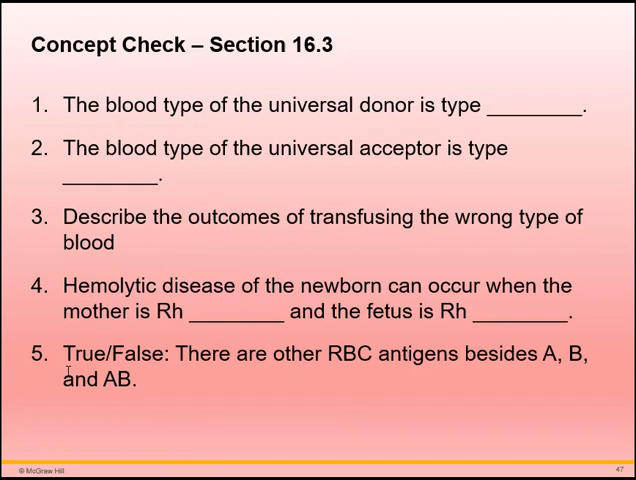 Concept Check – Section 16.3
1. The blood type of the universal donor is type ________.
2. The blood type of the universal acceptor is type
________.
3. Describe the outcomes of transfusing the wrong type of
blood
4. Hemolytic disease of the newborn can occur when the
mother is Rh ________ and the fetus is Rh ________.
5. True/False: There are other RBC antigens besides A, B,
and AB.
© McGraw Hill
47